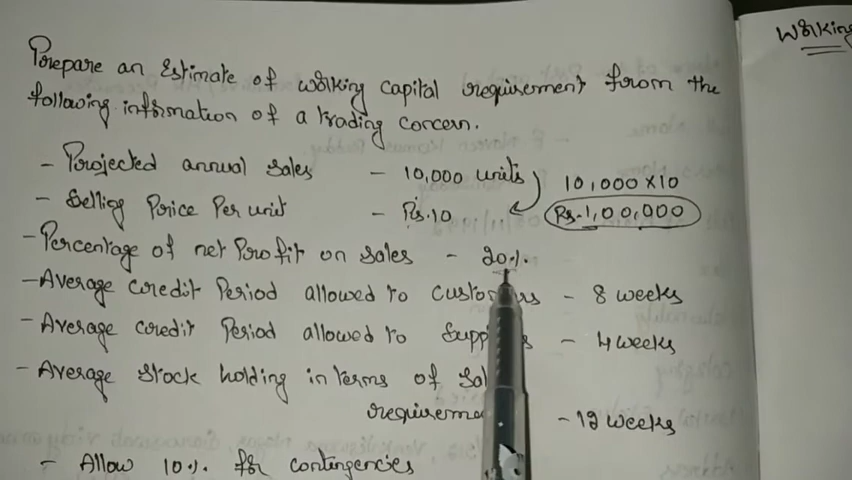 Prepare an Estimate of working capital requirement from the
following information of a trading concern.
- Projected annual sales - 10,000 units
10,000 x 10
- Selling Price Per unit - Rs.10
Rs.1,00,000
- Percentage of net Profit on sales - 20%.
- Average credit Period allowed to customers - 8 weeks
- Average credit Period allowed to - 4 weeks
- Average stock holding in terms of
- 12 weeks
- Allow 10% for contingencies
Working